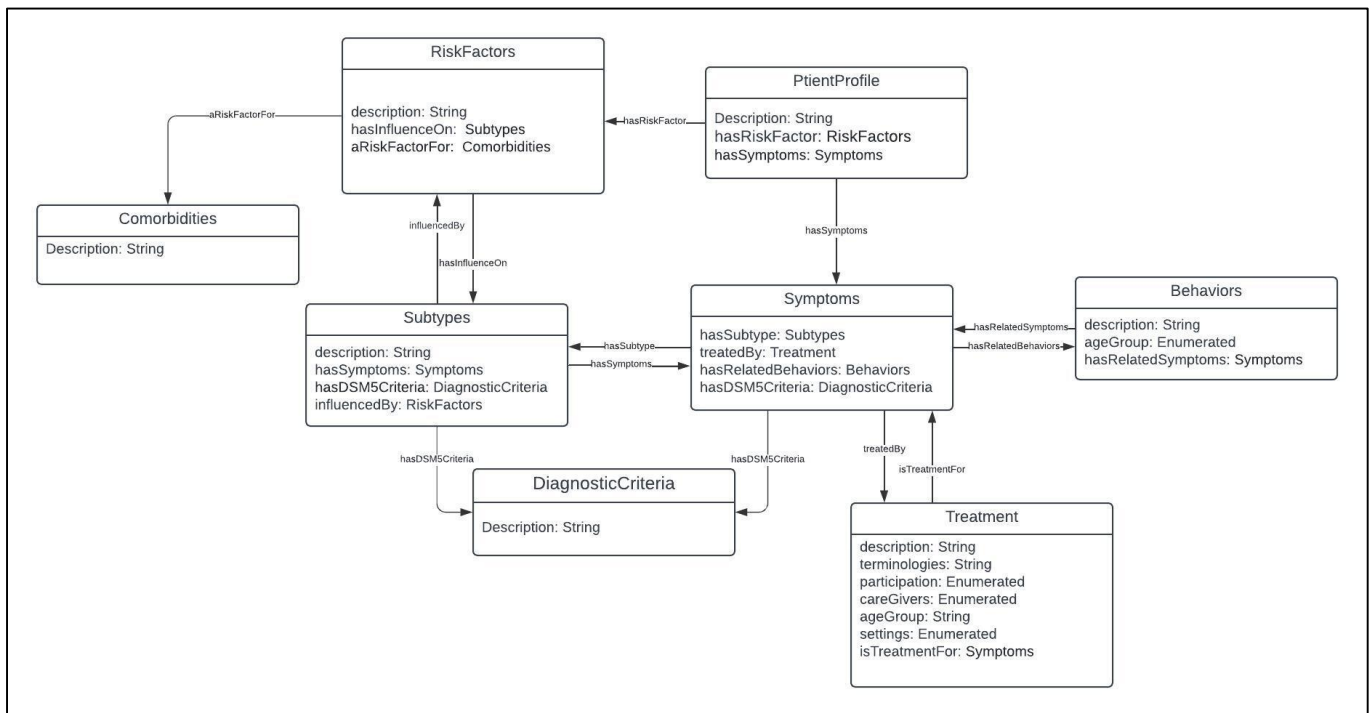 RiskFactors
description: String
hasInfluenceOn: Subtypes
aRiskFactorFor: Comorbidities
PtientProfile
Description: String
hasRiskFactor: RiskFactors
hasSymptoms: Symptoms
aRiskFactorFor
hasRiskFactor
Comorbidities
Description: String
influencedBy
hasInfluenceOn
hasSymptoms
Subtypes
description: String
hasSymptoms: Symptoms
hasDSM5Criteria: DiagnosticCriteria
influencedBy: RiskFactors
hasSubtype
hasSymptoms
Symptoms
hasSubtype: Subtypes
treatedBy: Treatment
hasRelatedBehaviors: Behaviors
hasDSM5Criteria: DiagnosticCriteria
hasRelatedSymptoms
hasRelatedBehaviors
Behaviors
description: String
ageGroup: Enumerated
hasRelatedSymptoms: Symptoms
hasDSM5Criteria
hasDSM5Criteria
treatedBy
isTreatmentFor
DiagnosticCriteria
Description: String
Treatment
description: String
terminologies: String
participation: Enumerated
careGivers: Enumerated
ageGroup: String
settings: Enumerated
isTreatmentFor: Symptoms